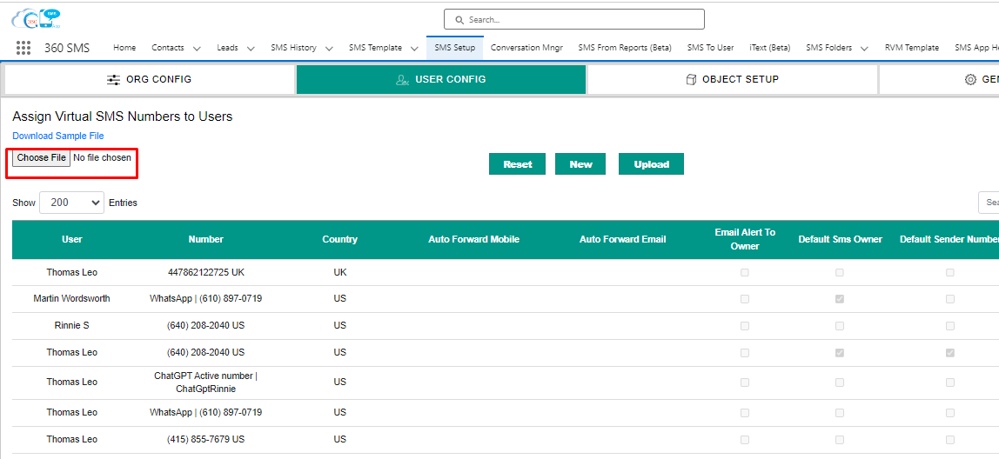 SMS
360
Search...
360 SMS Home Contacts Leads SMS History SMS Template SMS Setup Conversation Mngr SMS From Reports (Beta) SMS To User iText (Beta) SMS Folders RVM Template SMS App He
ORG CONFIG USER CONFIG OBJECT SETUP GEN
Assign Virtual SMS Numbers to Users
Download Sample File
Choose File No file chosen
Reset New Upload
Show 200 Entries Sea
User Number Country Auto Forward Mobile Auto Forward Email Email Alert To Owner Default Sms Owner Default Sender Number
Thomas Leo 447862122725 UK UK
Martin Wordsworth WhatsApp | (610) 897-0719 US
Rinnie S (640) 208-2040 US US
Thomas Leo (640) 208-2040 US US
Thomas Leo ChatGPT Active number | ChatGptRinnie US
Thomas Leo WhatsApp | (610) 897-0719 US
Thomas Leo (415) 855-7679 US US